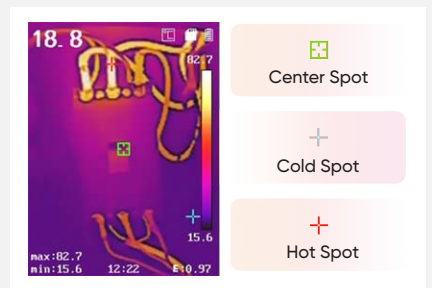 18.8
82.7
15.6
max:82.7
min:15.6 12:22 E:0.97
Center Spot
Cold Spot
Hot Spot